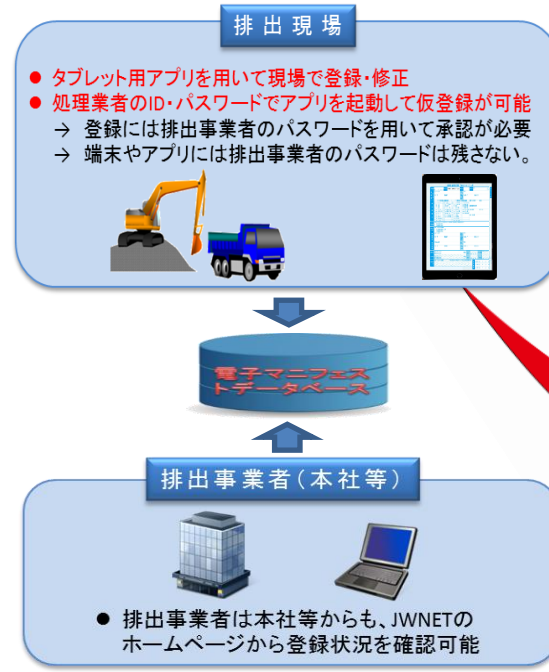 排出現場
● タブレット用アプリを用いて現場で登録・修正
● 処理業者のID・パスワードでアプリを起動して仮登録が可能
→ 登録には排出事業者のパスワードを用いて承認が必要
→ 端末やアプリには排出事業者のパスワードは残さない。
電子マニフェス
トデータベース
排出事業者(本社等)
● 排出事業者は本社等からも、JWNETの
ホームページから登録状況を確認可能